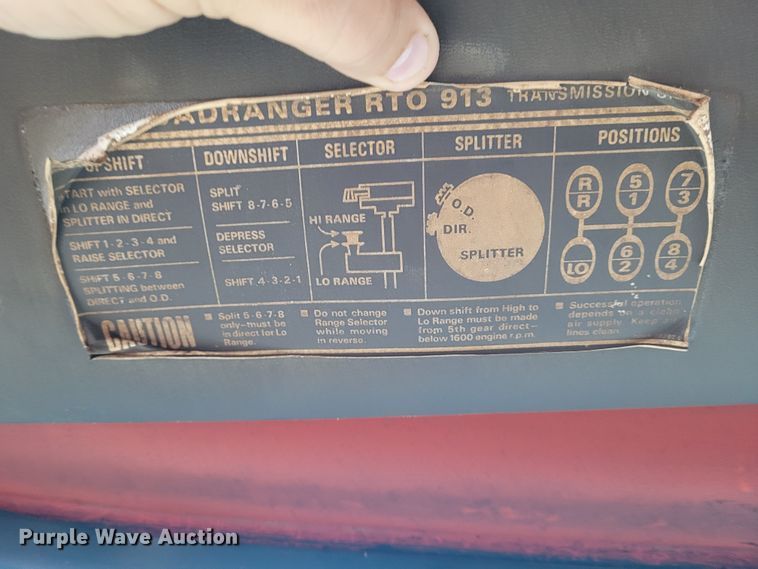 ADRANGER RTO 913 TRANSMISSION
UPSHIFT DOWNSHIFT SELECTOR SPLITTER POSITIONS
START with SELECTOR
in LO RANGE and
SPLITTER IN DIRECT
SHIFT 1-2-3-4 and
RAISE SELECTOR
SHIFT 5-6-7-8
SPLITTING between
DIRECT and O.D.
SPLIT
SHIFT 8-7-6-5
DEPRESS
SELECTOR
SHIFT 4-3-2-1
HI RANGE
LO RANGE
O.D.
DIR.
SPLITTER
R 5 7
R 1 3
LO 6 8
2 4
CAUTION
Split 5-6-7-8
only—must be
in direct for Lo
Range.
Do not change
Range Selector
while moving
in reverse.
Down shift from High to
Lo Range must be made
from 5th gear direct—
below 1600 engine r.p.m.
Successful operation
depends on a clean
air supply. Keep
lines clean.
Purple Wave Auction